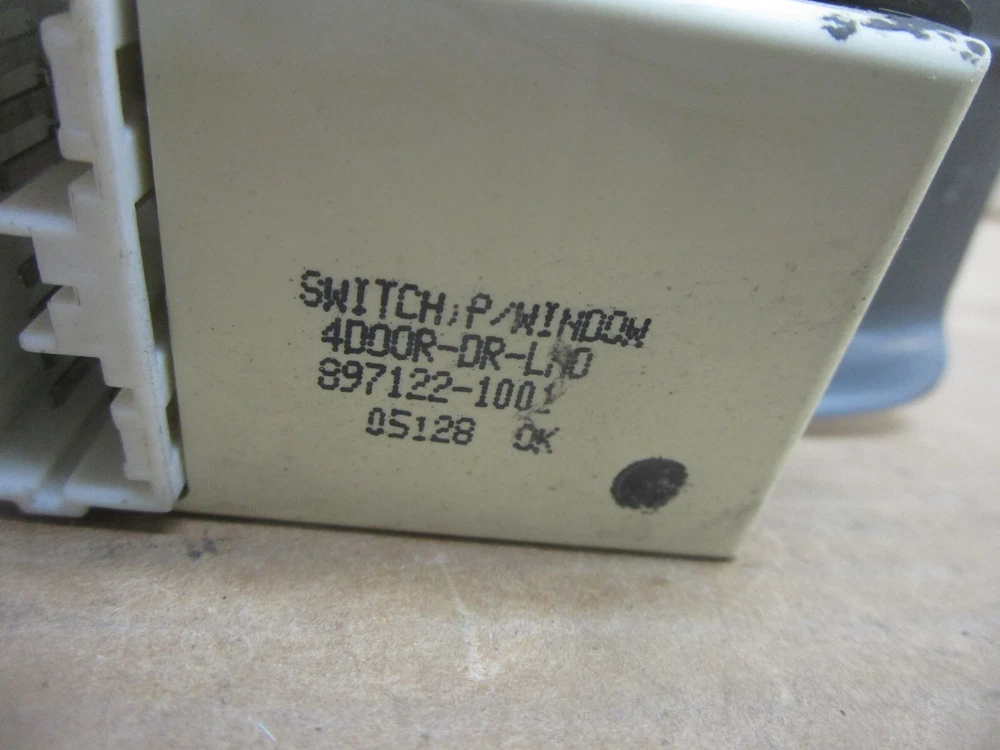 SWITCH;P/WINDOW
4DOOR-DR-LHD
897122-1001
05128 OK